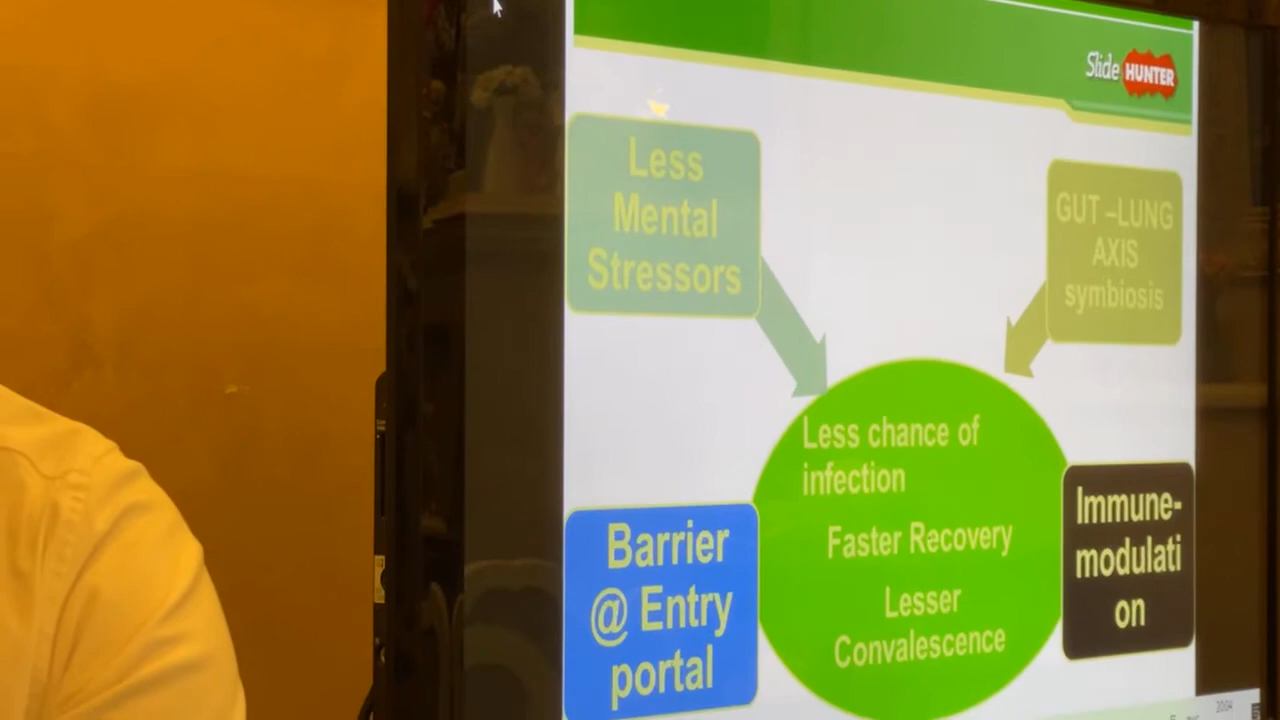 Slide HUNTER
Less
Mental
Stressors
GUT –LUNG
AXIS
symbiosis
Less chance of
infection
Faster Recovery
Lesser
Convalescence
Barrier
@ Entry
portal
Immune-
modulati
on